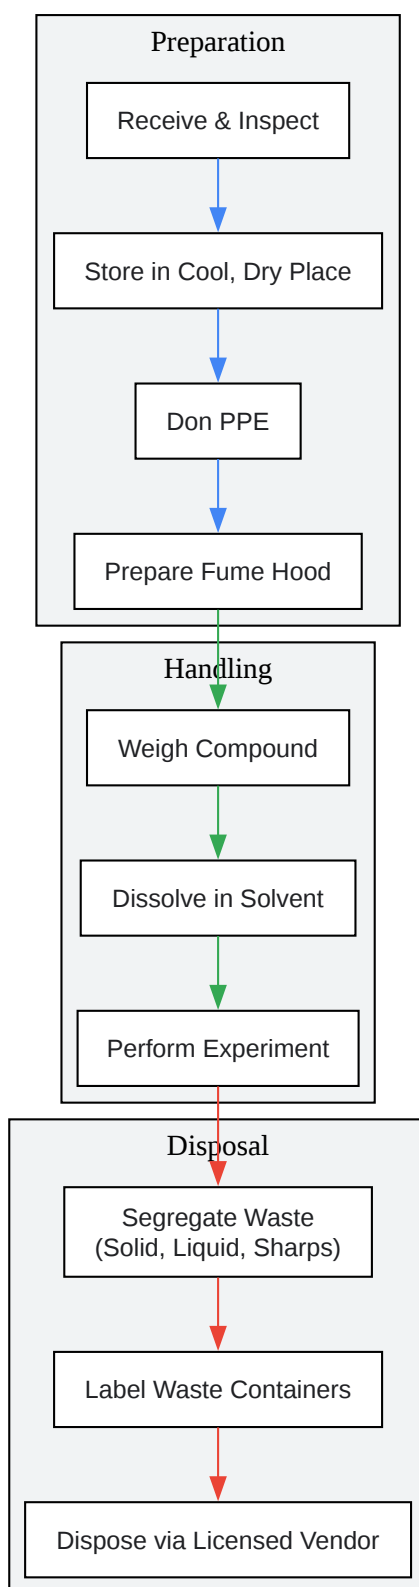 Preparation
Receive & Inspect
Store in Cool, Dry Place
Don PPE
Prepare Fume Hood
Handling
Weigh Compound
Dissolve in Solvent
Perform Experiment
Disposal
Segregate Waste
(Solid, Liquid, Sharps)
Label Waste Containers
Dispose via Licensed Vendor